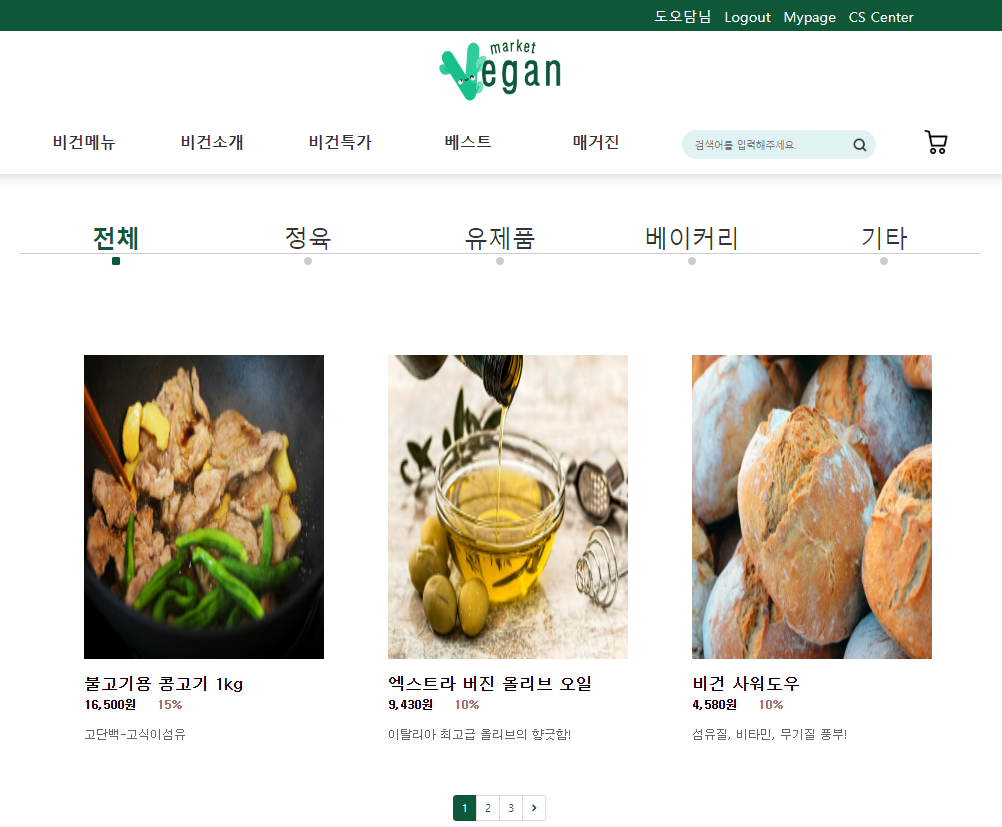 도오담님 Logout Mypage CS Center
market
Vegan
비건메뉴 비건소개 비건특가 베스트 매거진 검색어를 입력해주세요.
전체 정육 유제품 베이커리 기타
불고기용 콩고기 1kg
16,500원 15%
고단백-고식이섬유
엑스트라 버진 올리브 오일
9,430원 10%
이탈리아 최고급 올리브의 향긋함!
비건 사워도우
4,580원 10%
섬유질, 비타민, 무기질 풍부!
1 2 3 >